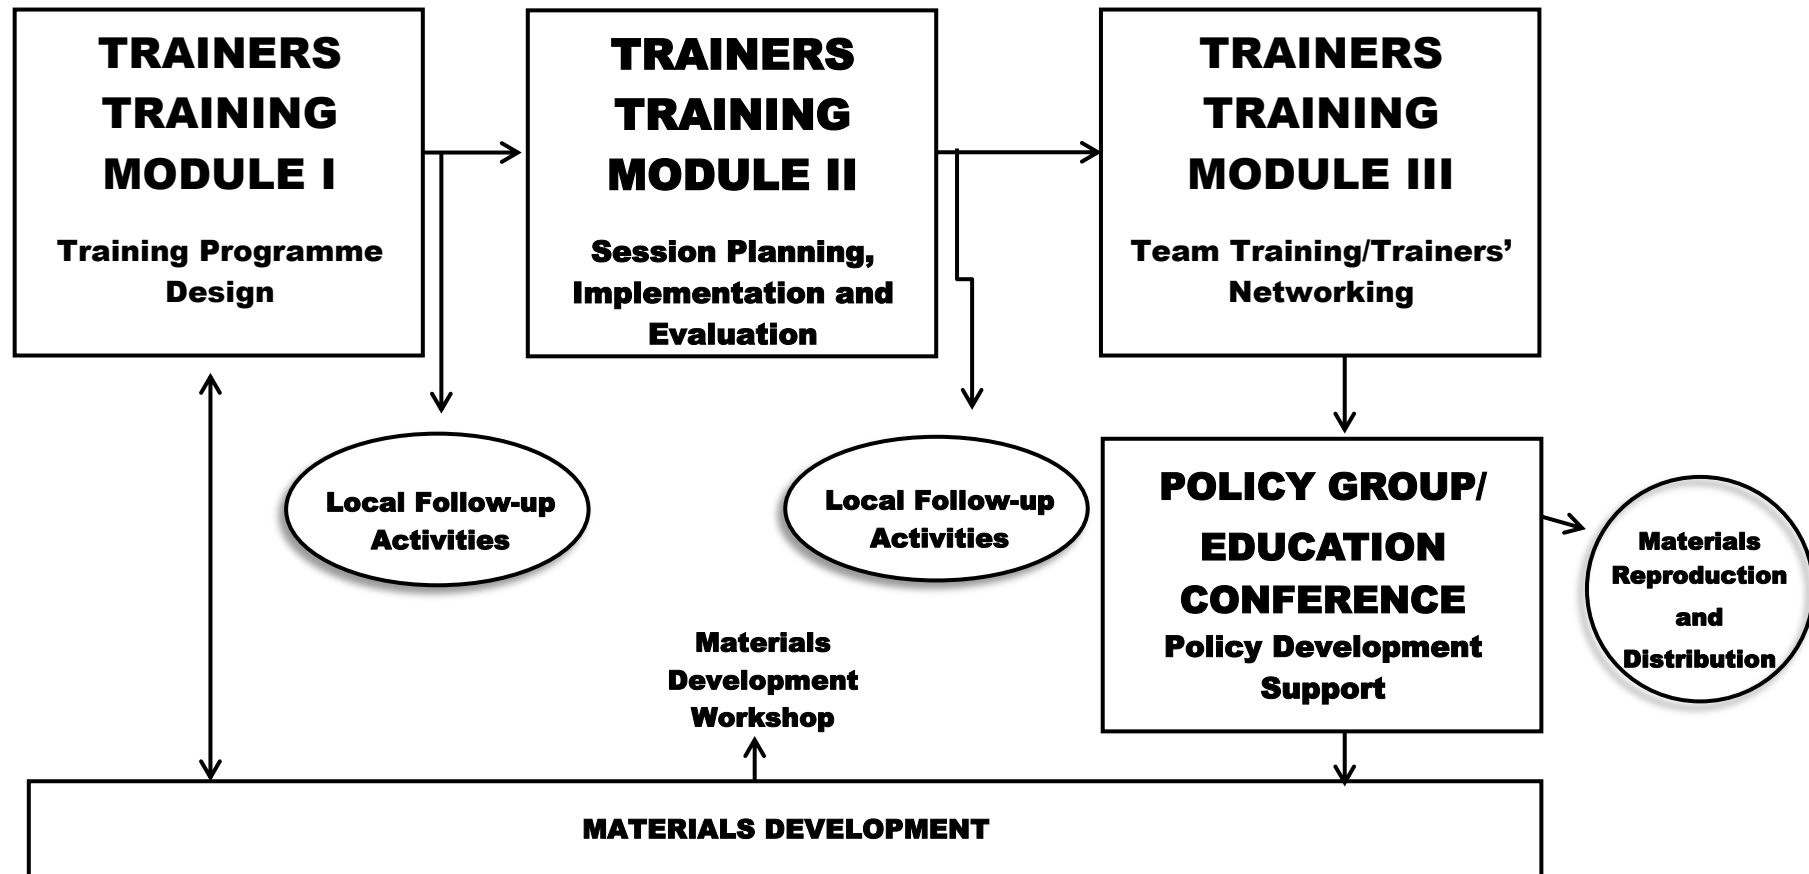 TRAINERS
TRAINING
MODULE I
Training Programme
Design
TRAINERS
TRAINING
MODULE II
Session Planning,
Implementation and
Evaluation
TRAINERS
TRAINING
MODULE III
Team Training/Trainers’
Networking
Local Follow-up
Activities
Local Follow-up
Activities
POLICY GROUP/
EDUCATION
CONFERENCE
Policy Development
Support
Materials
Reproduction
and
Distribution
Materials
Development
Workshop
MATERIALS DEVELOPMENT